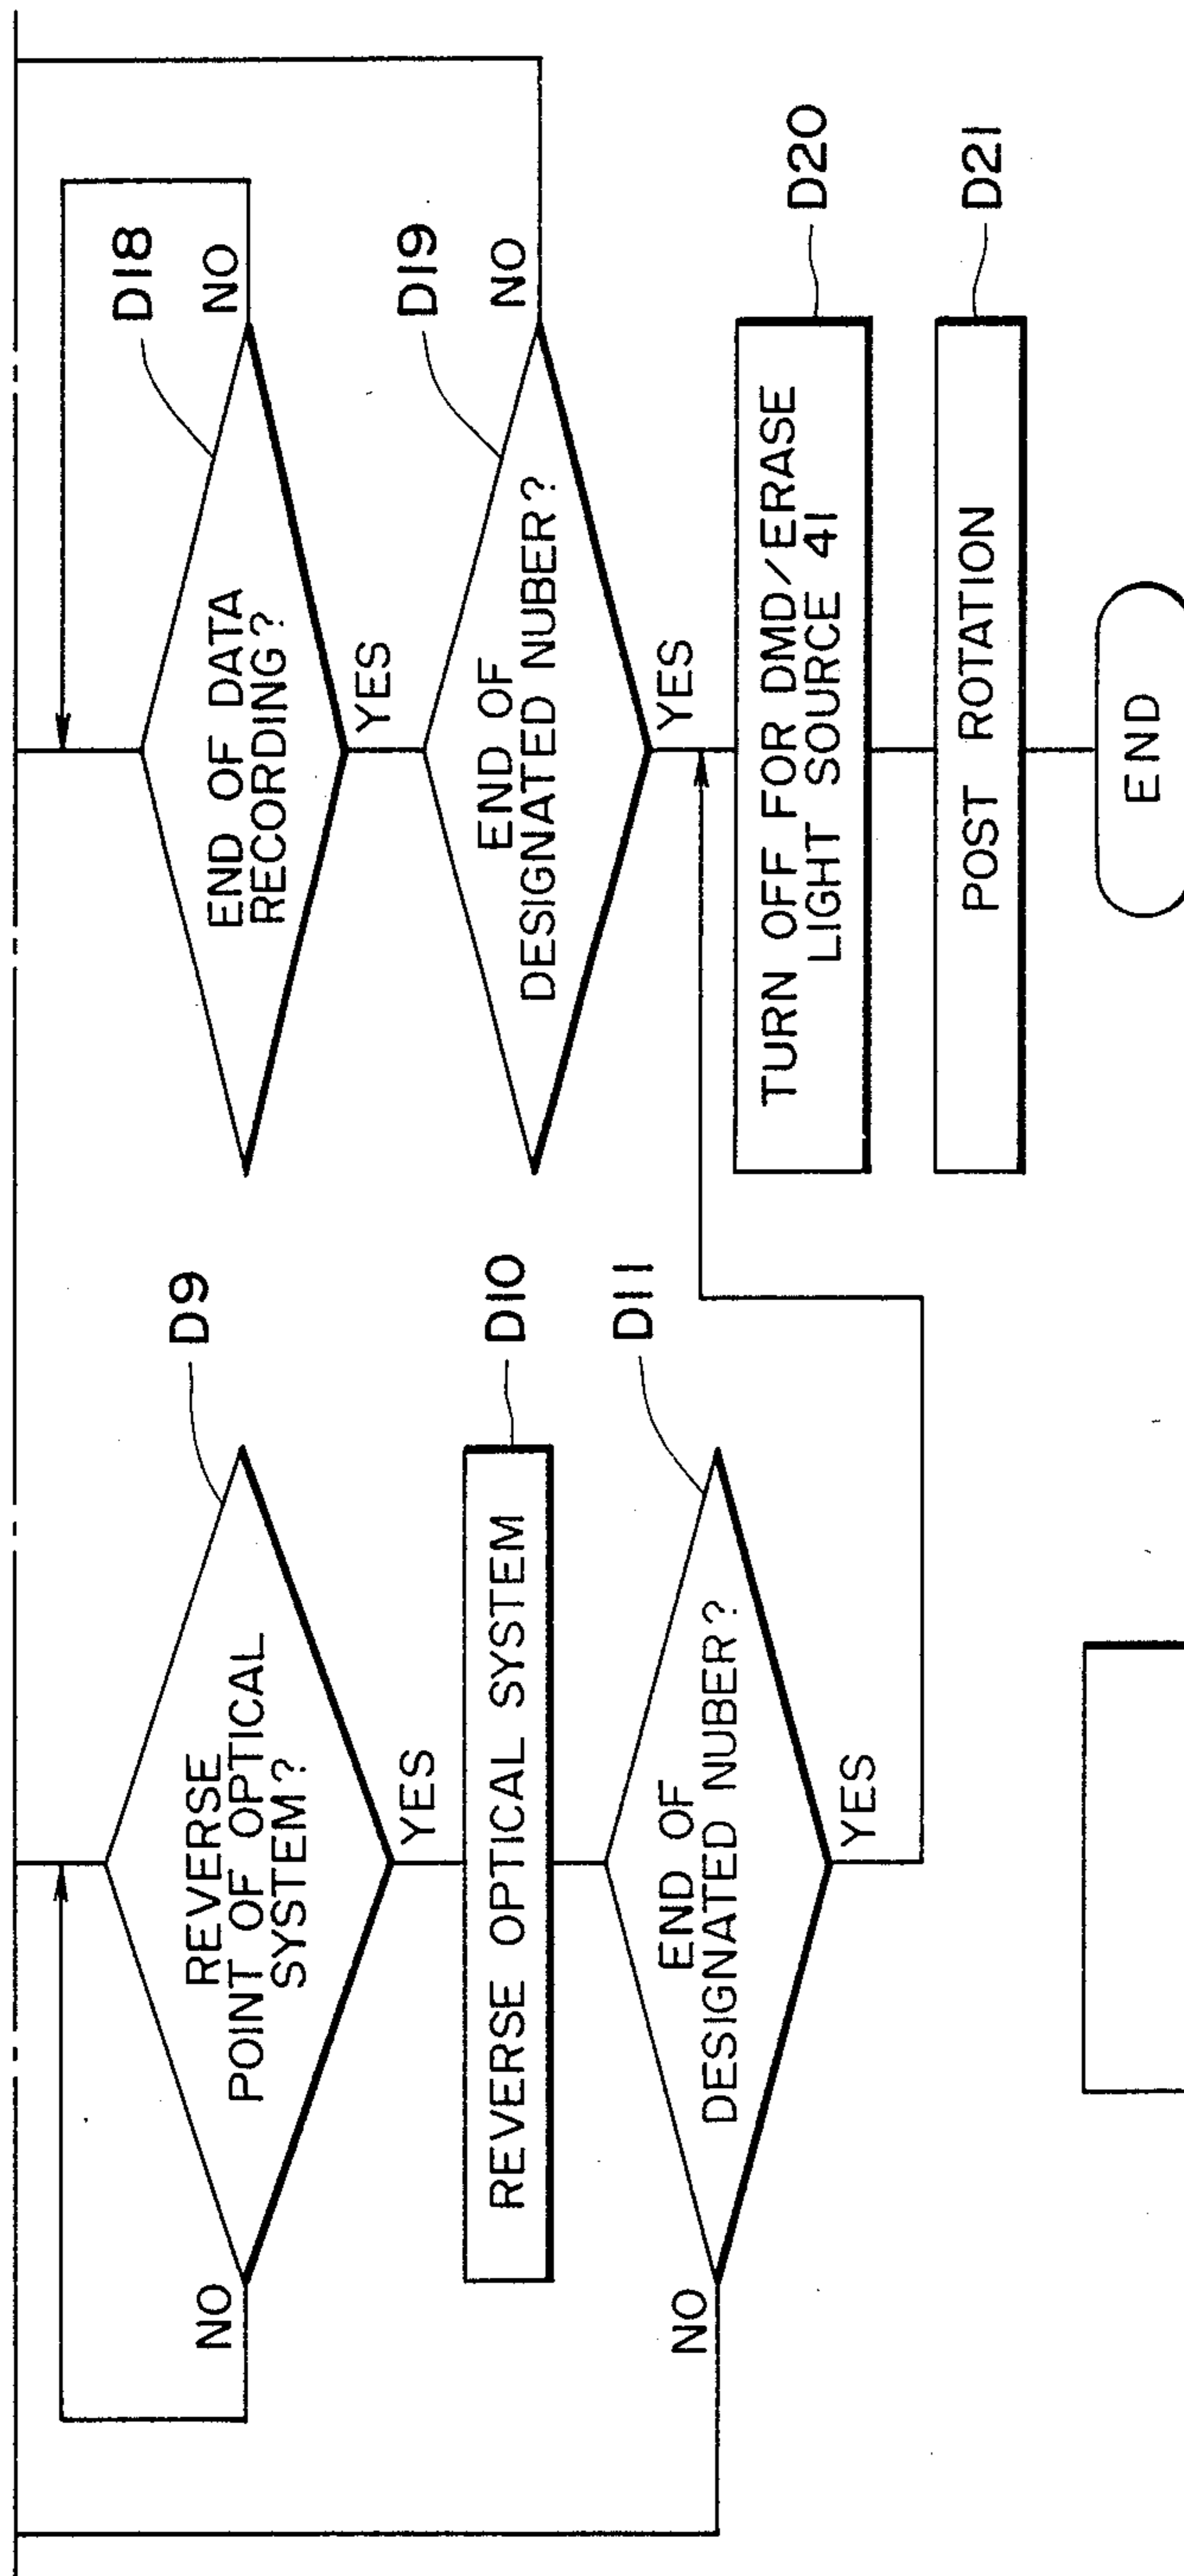 D9
REVERSE
POINT OF OPTICAL
SYSTEM?
NO
YES
D10
REVERSE OPTICAL SYSTEM
D11
END OF
DESIGNATED NUBER?
NO
YES
D18
END OF DATA
RECORDING?
NO
YES
D19
END OF
DESIGNATED NUBER?
NO
YES
D20
TURN OFF FOR DMD/ERASE
LIGHT SOURCE 41
D21
POST ROTATION
END